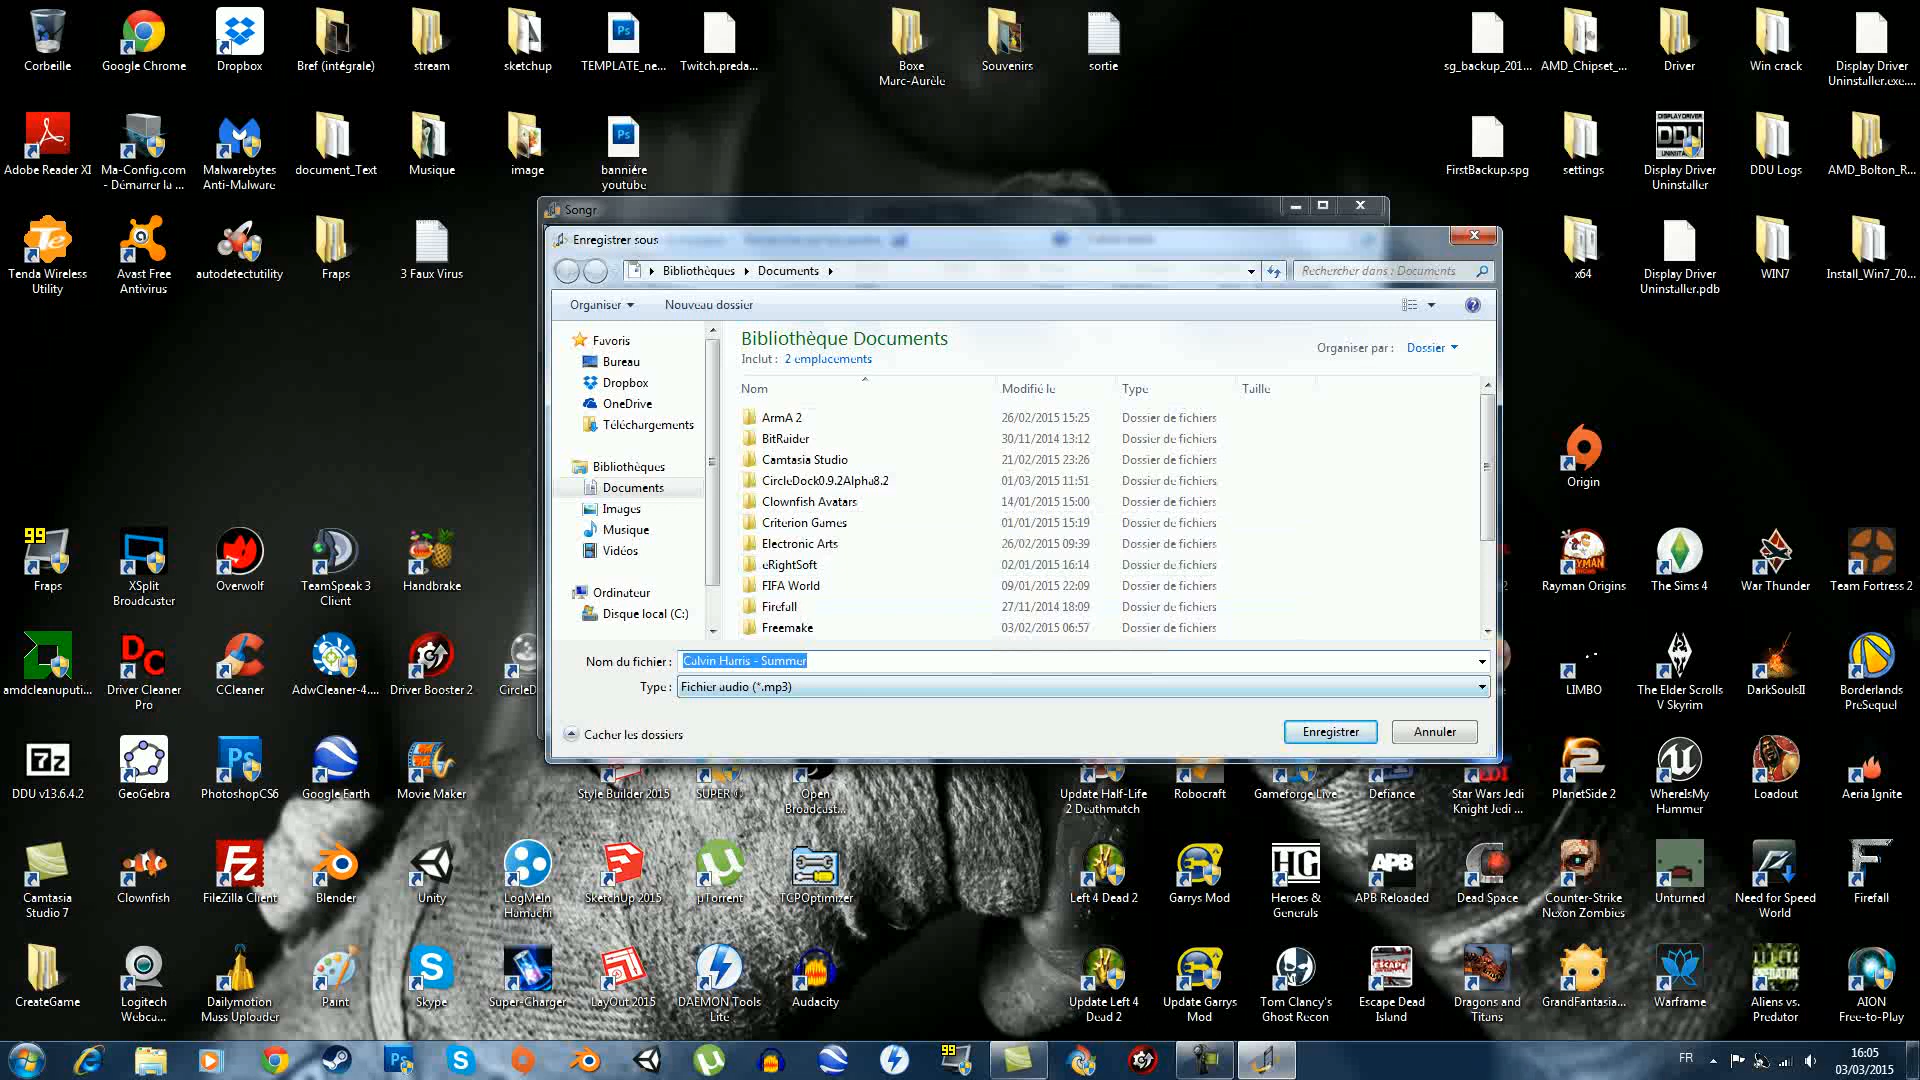 Corbeille
Google Chrome
Dropbox
Bref (intégrale)
stream
sketchup
TEMPLATE_ne...
Twitch.preda...
Boxe
Marc-Aurèle
Souvenirs
sortie
sg_backup_201...
AMD_Chipset_...
Driver
Win crack
Display Driver
Uninstaller.exe....
Adobe Reader XI
Ma-Config.com
- Démarrer la ...
Malwarebytes
Anti-Malware
document_Text
Musique
image
banniére
youtube
FirstBackup.spg
settings
Display Driver
Uninstaller
DDU Logs
AMD_Bolton_R...
Tenda Wireless
Utility
Avast Free
Antivirus
autodetectutility
Fraps
3 Faux Virus
x64
Display Driver
Uninstaller.pdb
WIN7
Install_Win7_70...
Songr
Enregistrer sous
Bibliothèques
Documents
Rechercher dans : Documents
Organiser
Nouveau dossier
Favoris
Bureau
Dropbox
OneDrive
Téléchargements
Bibliothèques
Documents
Images
Musique
Vidéos
Ordinateur
Disque local (C:)
Bibliothèque Documents
Inclut : 2 emplacements
Organiser par : Dossier
Nom Modifié le Type Taille
ArmA 2 26/02/2015 15:25 Dossier de fichiers
BitRaider 30/11/2014 13:12 Dossier de fichiers
Camtasia Studio 21/02/2015 23:26 Dossier de fichiers
CircleDock0.9.2Alpha8.2 01/03/2015 11:51 Dossier de fichiers
Clownfish Avatars 14/01/2015 15:00 Dossier de fichiers
Criterion Games 01/01/2015 15:19 Dossier de fichiers
Electronic Arts 26/02/2015 09:39 Dossier de fichiers
eRightSoft 02/01/2015 16:14 Dossier de fichiers
FIFA World 09/01/2015 22:09 Dossier de fichiers
Firefall 27/11/2014 18:09 Dossier de fichiers
Freemake 03/02/2015 06:57 Dossier de fichiers
Nom du fichier : Calvin Harris - Summer
Type : Fichier audio (*.mp3)
Cacher les dossiers
Enregistrer
Annuler
Origin
99
Fraps
XSplit
Broadcaster
Overwolf
TeamSpeak 3
Client
Handbrake
Rayman Origins
The Sims 4
War Thunder
Team Fortress 2
amdcleanuputi...
Driver Cleaner
Pro
CCleaner
AdwCleaner-4....
Driver Booster 2
CircleD
LIMBO
The Elder Scrolls
V Skyrim
DarkSoulsII
Borderlands
PreSequel
DDU v13.6.4.2
GeoGebra
PhotoshopCS6
Google Earth
Movie Maker
Style Builder 2015
SUPER ©
Open
Broadcast...
Update Half-Life
2 Deathmatch
Robocraft
Gameforge Live
Defiance
Star Wars Jedi
Knight Jedi ...
PlanetSide 2
WhereIsMy
Hammer
Loadout
Aeria Ignite
Camtasia
Studio 7
Clownfish
FileZilla Client
Blender
Unity
LogMeIn
Hamachi
SketchUp 2015
µTorrent
TCPOptimizer
Left 4 Dead 2
Garrys Mod
Heroes &
Generals
APB Reloaded
Dead Space
Counter-Strike
Nexon Zombies
Unturned
Need for Speed
World
Firefall
CreateGame
Logitech
Webca...
Dailymotion
Mass Uploader
Paint
Skype
Super-Charger
LayOut 2015
DAEMON Tools
Lite
Audacity
Update Left 4
Dead 2
Update Garrys
Mod
Tom Clancy's
Ghost Recon
Escape Dead
Island
Dragons and
Titans
GrandFantasia...
Warframe
Aliens vs.
Predator
AION
Free-to-Play
99
FR
16:05
03/03/2015